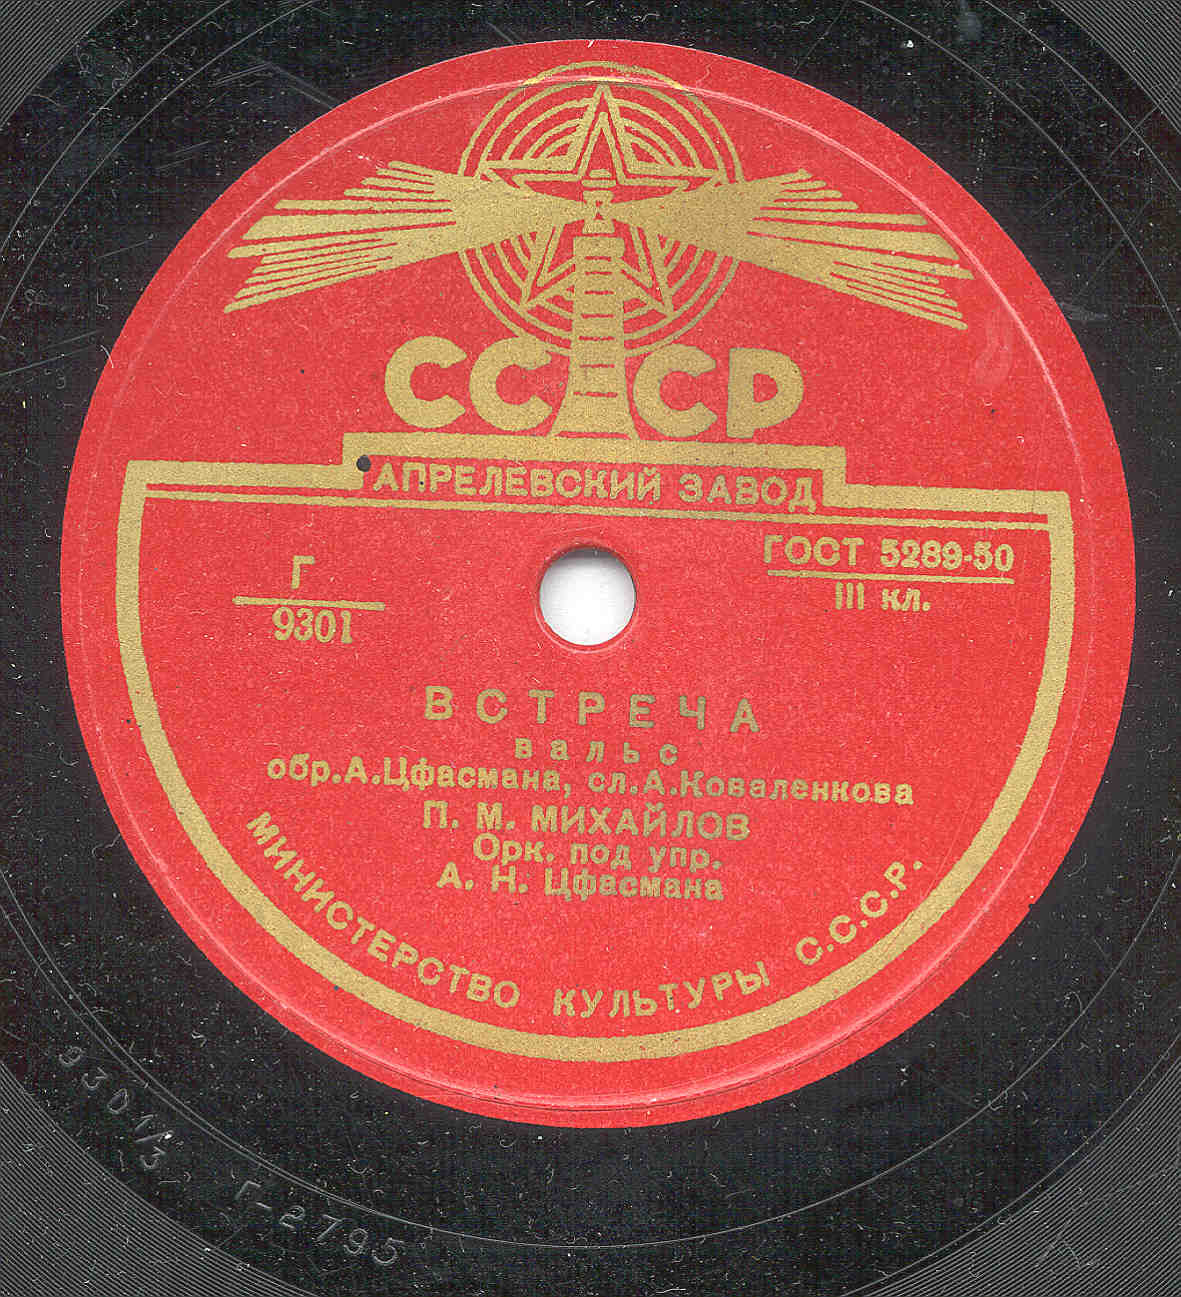 СССР
АПРЕЛЕВСКИЙ ЗАВОД
Г
9301
ГОСТ 5289-50
III кл.
ВСТРЕЧА
вальс
обр.А.Цфасмана, сл.А.Коваленкова
П. М. МИХАЙЛОВ
Орк. под упр.
А. Н. Цфасмана
МИНИСТЕРСТВО КУЛЬТУРЫ С.С.С.Р.
9301/3 Г-2795